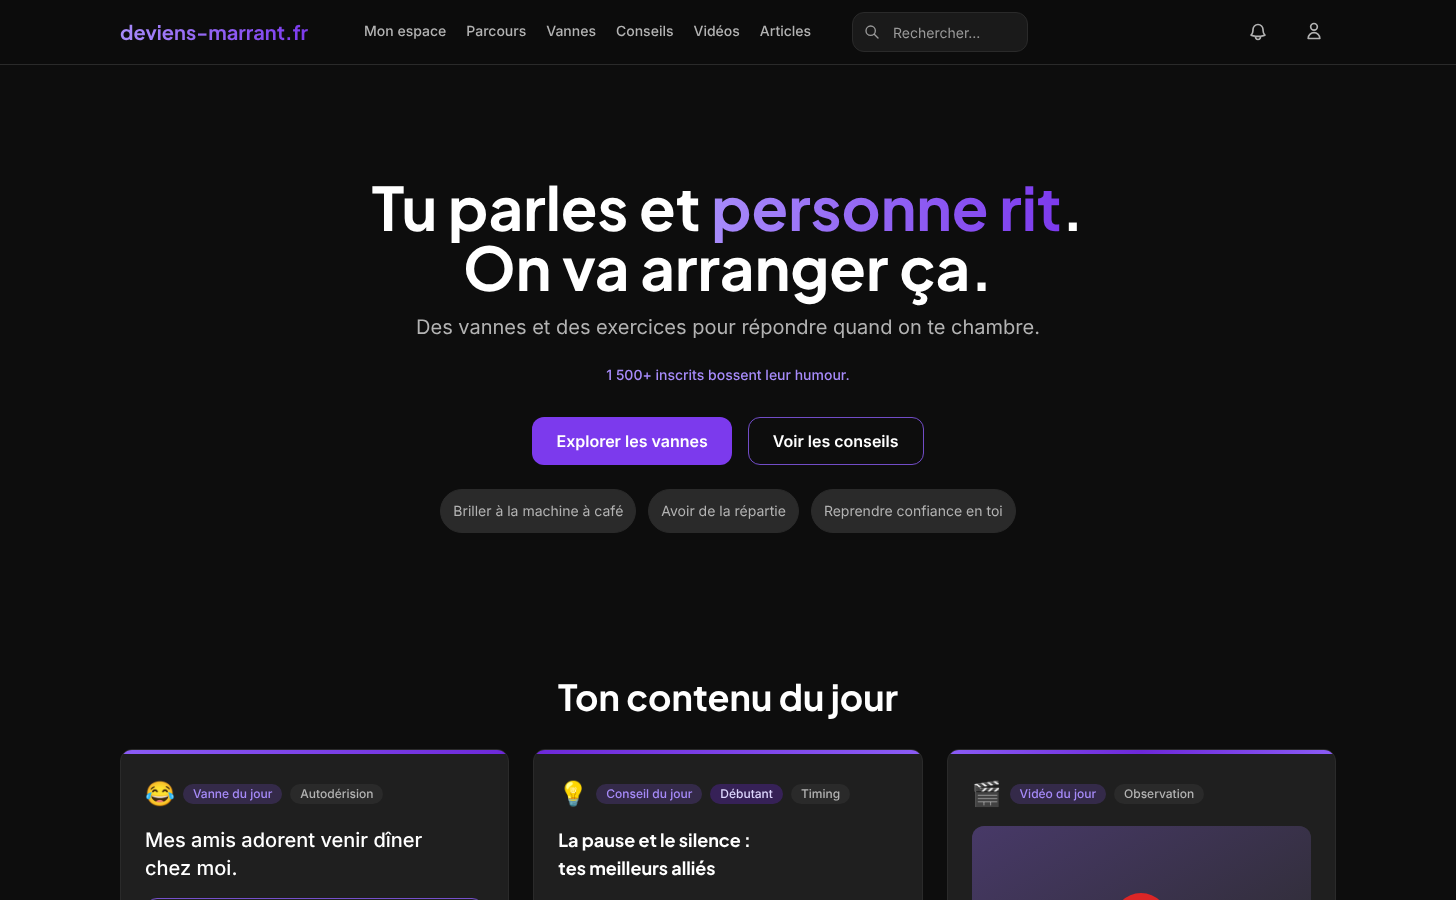 deviens-marrant.fr
Mon espace
Parcours
Vannes
Conseils
Vidéos
Articles
Rechercher...
Tu parles et personne rit.
On va arranger ça.
Des vannes et des exercices pour répondre quand on te chambre.
1 500+ inscrits bossent leur humour.
Explorer les vannes
Voir les conseils
Briller à la machine à café
Avoir de la répartie
Reprendre confiance en toi
Ton contenu du jour
Vanne du jour
Autodérision
Mes amis adorent venir dîner
chez moi.
Conseil du jour
Débutant
Timing
La pause et le silence :
tes meilleurs alliés
Vidéo du jour
Observation